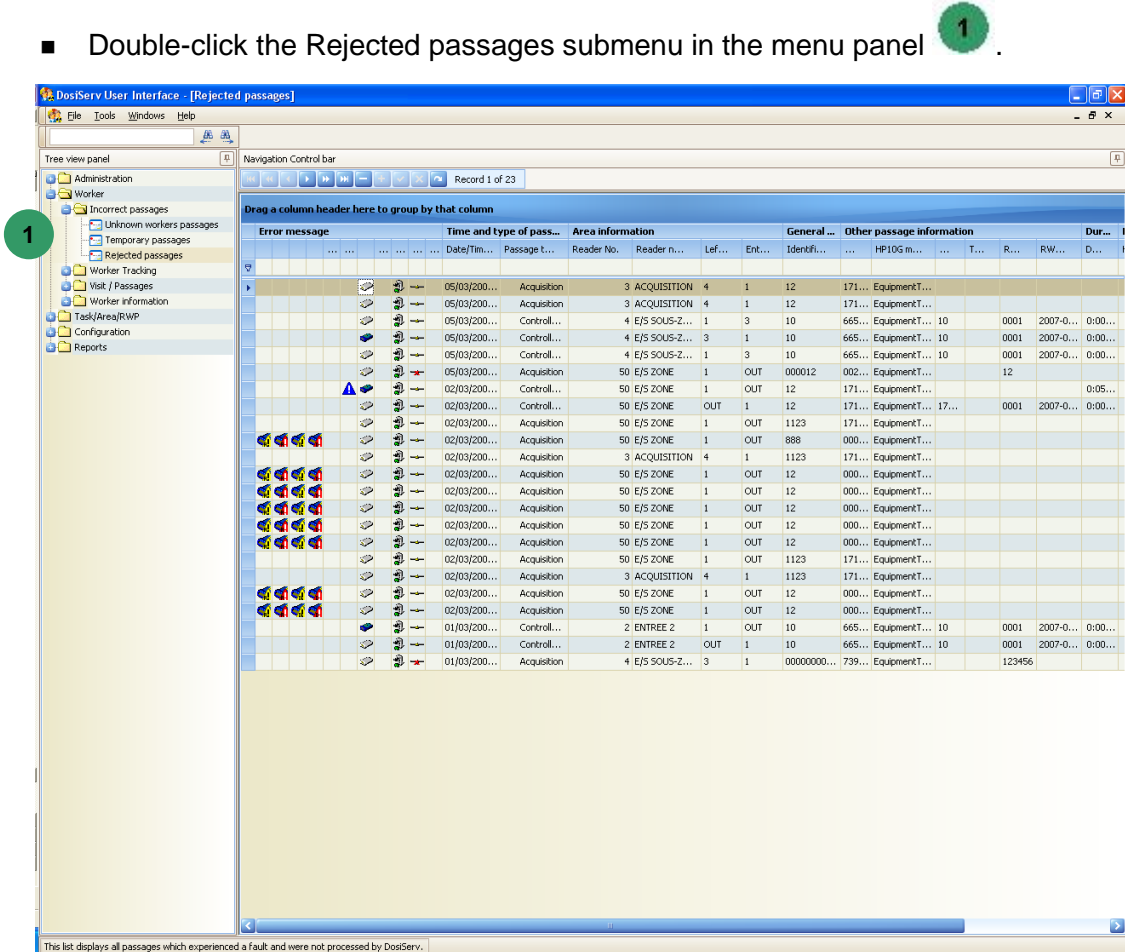 ■ Double-click the Rejected passages submenu in the menu panel 1 .
DosiServ User Interface - [Rejected passages]
File Tools Windows Help
Tree view panel
Navigation Control bar
Administration
Worker
Incorrect passages
Unknown workers passages
Temporary passages
Rejected passages
Worker Tracking
Visit / Passages
Worker information
Task/Area/RWP
Configuration
Reports
1
Record 1 of 23
Drag a column header here to group by that column
Error message Time and type of pass... Area information General ... Other passage information Dur...
... ... ... ... ... ... Date/Tim... Passage t... Reader No. Reader n... Lef... Ent... Identifi... ... HP10G m... ... T... R... RW... D...
05/03/200... Acquisition 3 ACQUISITION 4 1 12 171... EquipmentT...
05/03/200... Acquisition 3 ACQUISITION 4 1 12 171... EquipmentT...
05/03/200... Controll... 4 E/S SOUS-Z... 1 3 10 665... EquipmentT... 10 0001 2007-0... 0:00...
05/03/200... Controll... 4 E/S SOUS-Z... 3 1 10 665... EquipmentT... 10 0001 2007-0... 0:00...
05/03/200... Controll... 4 E/S SOUS-Z... 1 3 10 665... EquipmentT... 10 0001 2007-0... 0:00...
05/03/200... Acquisition 50 E/S ZONE 1 OUT 000012 002... EquipmentT... 12
02/03/200... Controll... 50 E/S ZONE 1 OUT 12 171... EquipmentT... 0:05...
02/03/200... Controll... 50 E/S ZONE OUT 1 12 171... EquipmentT... 17... 0001 2007-0... 0:00...
02/03/200... Acquisition 50 E/S ZONE 1 OUT 1123 171... EquipmentT...
02/03/200... Acquisition 50 E/S ZONE 1 OUT 888 000... EquipmentT...
02/03/200... Acquisition 3 ACQUISITION 4 1 1123 171... EquipmentT...
02/03/200... Acquisition 50 E/S ZONE 1 OUT 12 000... EquipmentT...
02/03/200... Acquisition 50 E/S ZONE 1 OUT 12 000... EquipmentT...
02/03/200... Acquisition 50 E/S ZONE 1 OUT 12 000... EquipmentT...
02/03/200... Acquisition 50 E/S ZONE 1 OUT 12 000... EquipmentT...
02/03/200... Acquisition 50 E/S ZONE 1 OUT 12 000... EquipmentT...
02/03/200... Acquisition 50 E/S ZONE 1 OUT 1123 171... EquipmentT...
02/03/200... Acquisition 3 ACQUISITION 4 1 1123 171... EquipmentT...
02/03/200... Acquisition 50 E/S ZONE 1 OUT 12 000... EquipmentT...
02/03/200... Acquisition 50 E/S ZONE 1 OUT 12 000... EquipmentT...
01/03/200... Controll... 2 ENTREE 2 1 OUT 10 665... EquipmentT... 10 0001 2007-0... 0:00...
01/03/200... Controll... 2 ENTREE 2 OUT 1 10 665... EquipmentT... 10 0001 2007-0... 0:00...
01/03/200... Acquisition 4 E/S SOUS-Z... 3 1 00000000... 739... EquipmentT... 123456
This list displays all passages which experienced a fault and were not processed by DosiServ.